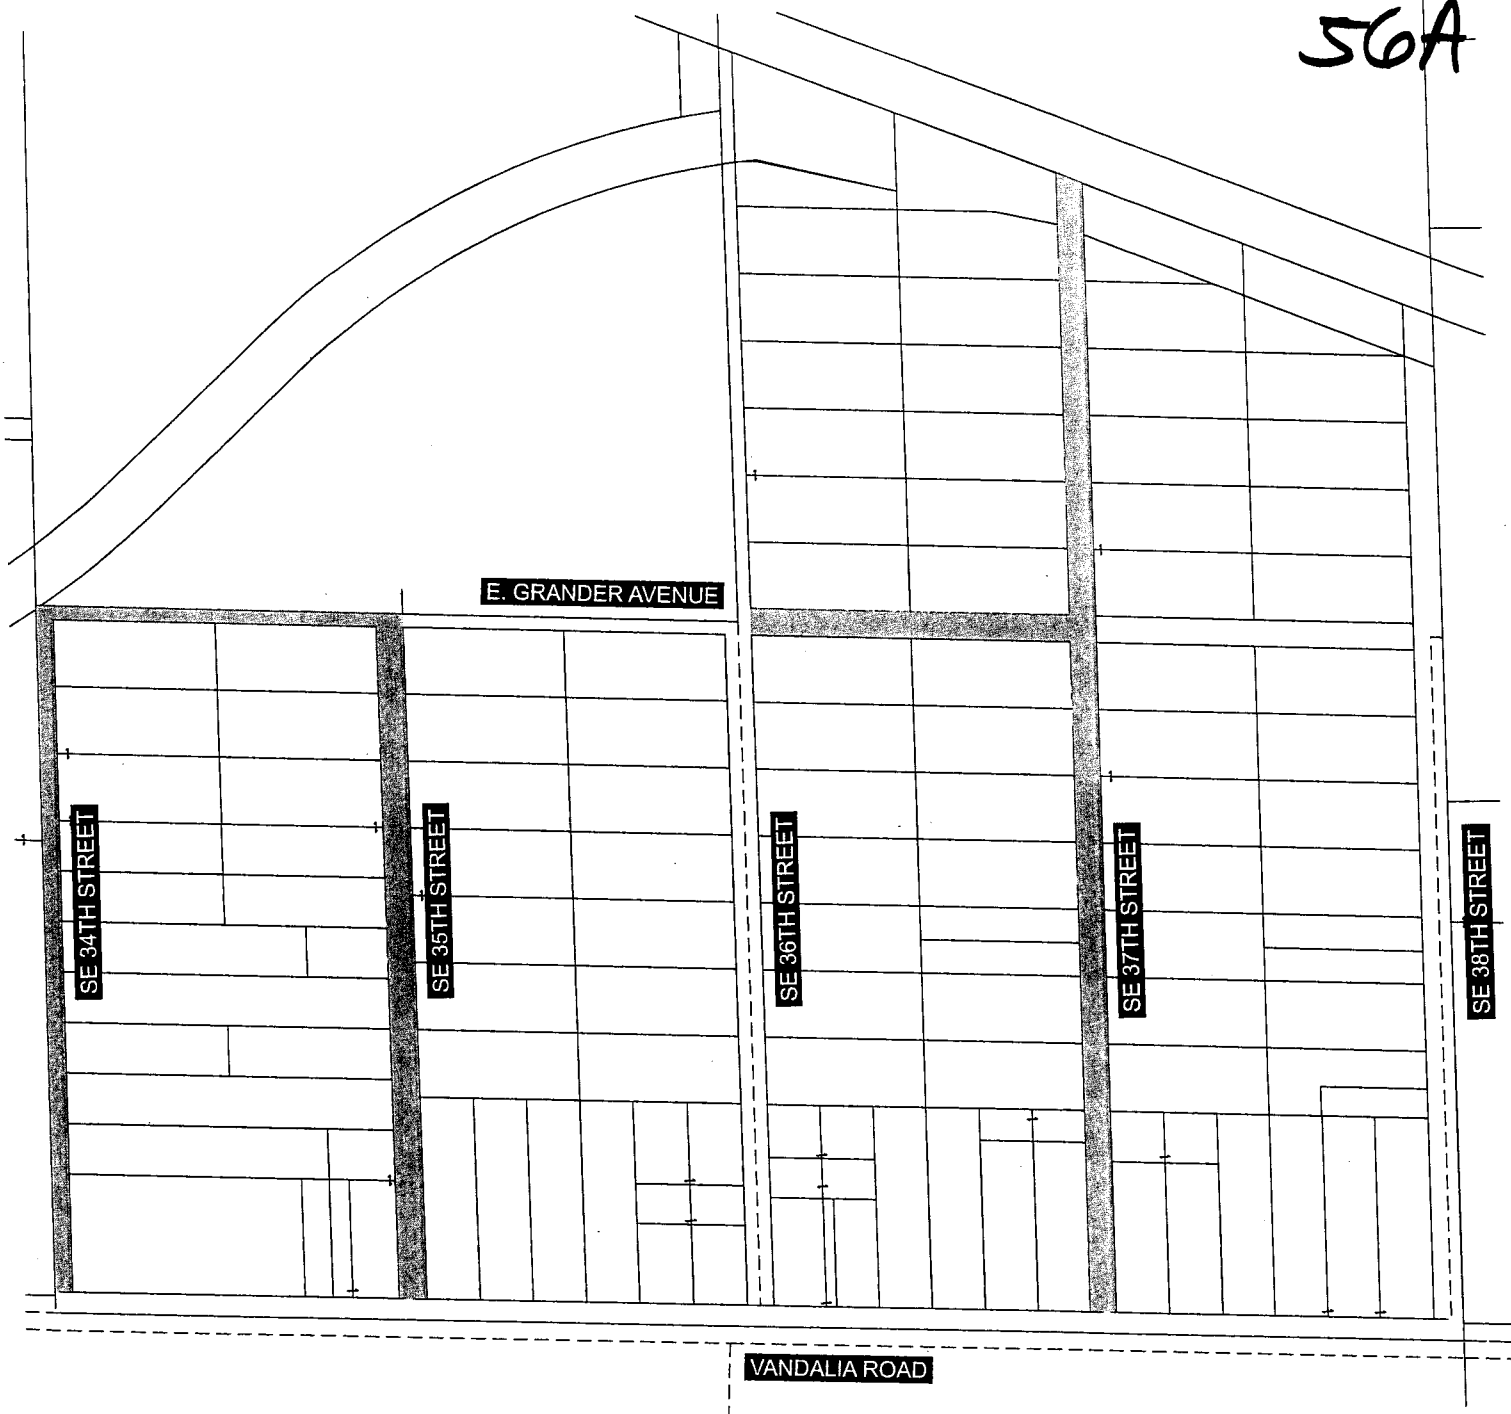 56A
E. GRANDER AVENUE
SE 34TH STREET
SE 35TH STREET
SE 36TH STREET
SE 37TH STREET
SE 38TH STREET
VANDALIA ROAD